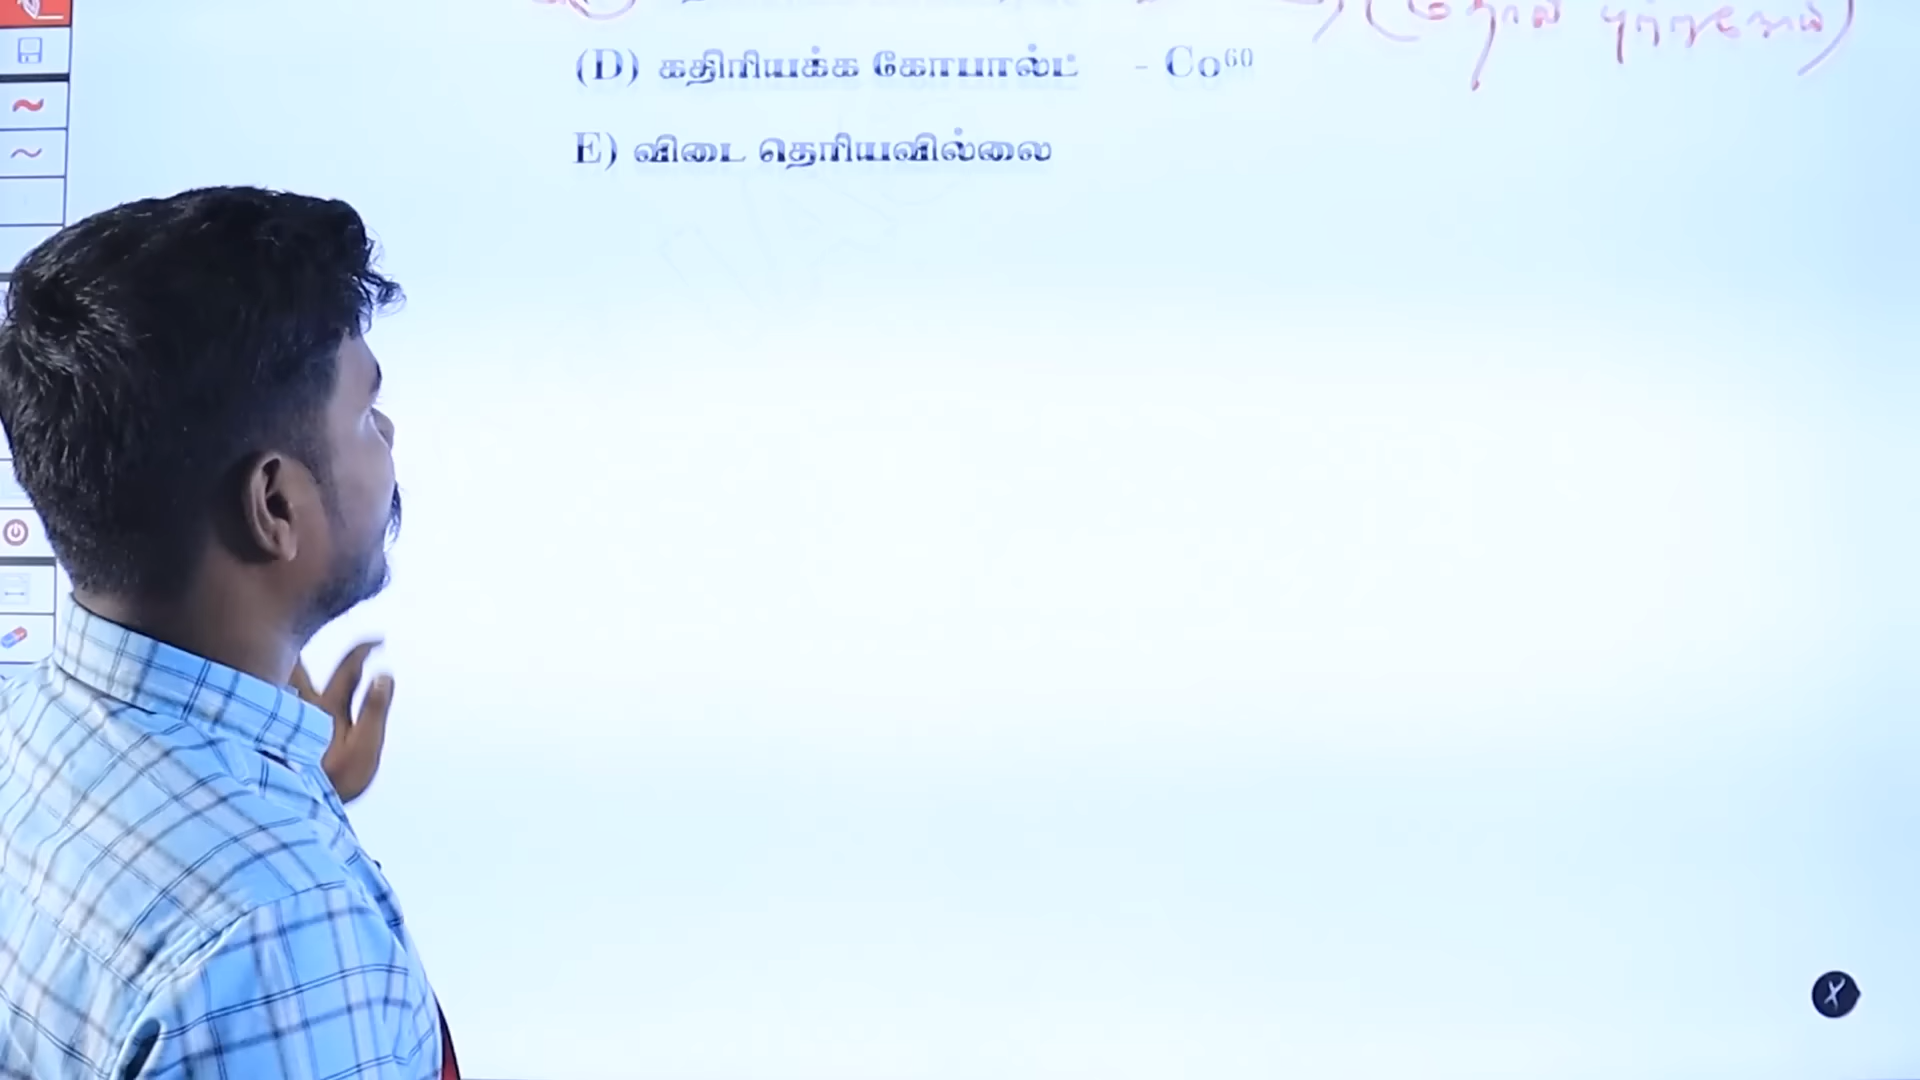 (தோல் புற்றுநோய்)
(D) கதிரியக்க கோபால்ட் - Co⁶⁰
E) விடை தெரியவில்லை